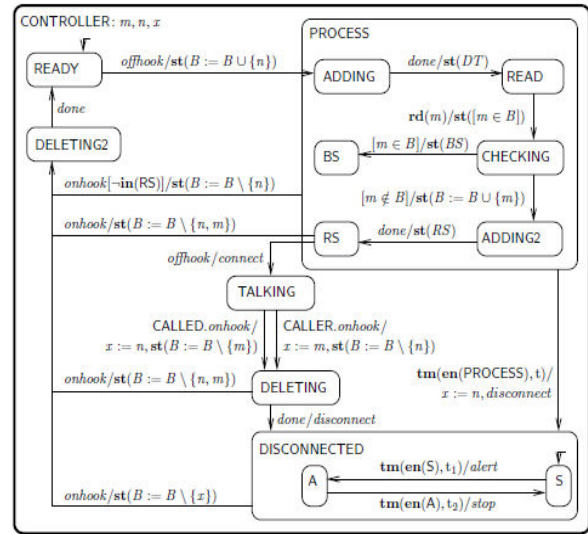 CONTROLLER: m, n, x
PROCESS
READY
offhook/st(B := B ∪ {n})
ADDING
done/st(DT)
READ
done
rd(m)/st([m ∈ B])
DELETING2
BS
[m ∈ B]/st(BS)
CHECKING
onhook[¬in(RS)]/st(B := B \ {n})
[m ∉ B]/st(B := B ∪ {m})
onhook/st(B := B \ {n, m})
RS
done/st(RS)
ADDING2
offhook/connect
TALKING
CALLED.onhook/
x := n, st(B := B \ {m})
CALLER.onhook/
x := m, st(B := B \ {n})
onhook/st(B := B \ {n, m})
DELETING
tm(en(PROCESS), t)/
x := n, disconnect
done/disconnect
DISCONNECTED
tm(en(S), t₁)/alert
A
S
onhook/st(B := B \ {x})
tm(en(A), t₂)/stop